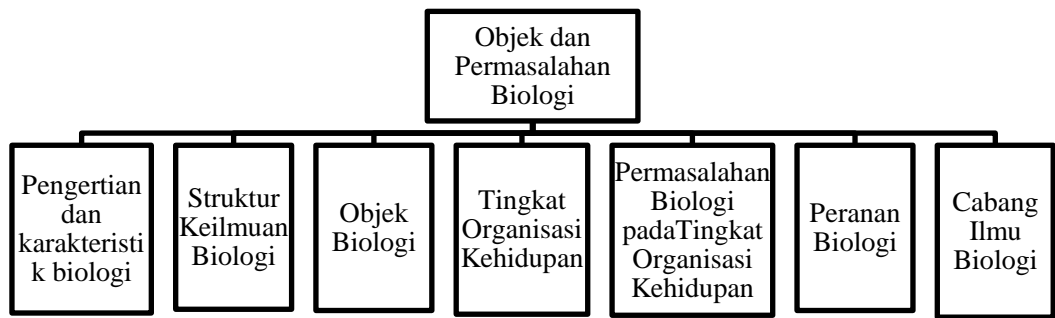 Objek dan
Permasalahan
Biologi
Pengertian
dan
karakteristi
k biologi
Struktur
Keilmuan
Biologi
Objek
Biologi
Tingkat
Organisasi
Kehidupan
Permasalahan
Biologi
padaTingkat
Organisasi
Kehidupan
Peranan
Biologi
Cabang
Ilmu
Biologi